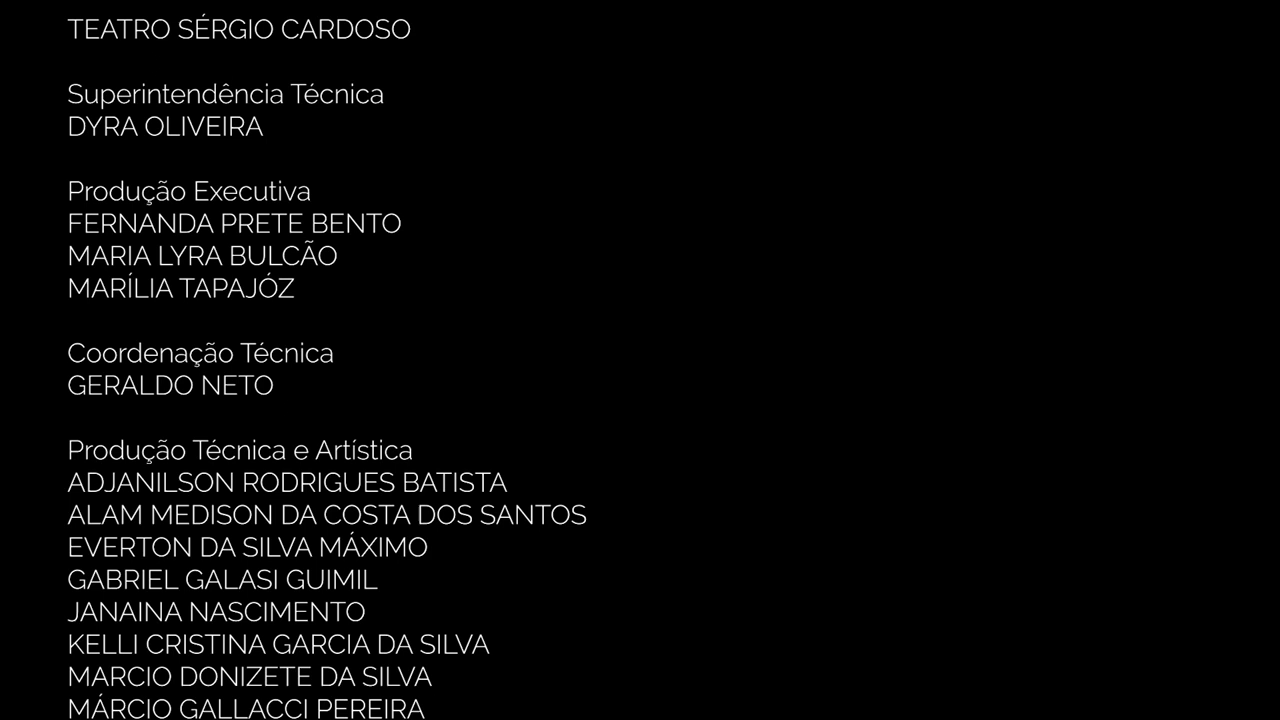 TEATRO SÉRGIO CARDOSO
Superintendência Técnica
DYRA OLIVEIRA
Produção Executiva
FERNANDA PRETE BENTO
MARIA LYRA BULCÃO
MARÍLIA TAPAJÓZ
Coordenação Técnica
GERALDO NETO
Produção Técnica e Artística
ADJANILSON RODRIGUES BATISTA
ALAM MEDISON DA COSTA DOS SANTOS
EVERTON DA SILVA MÁXIMO
GABRIEL GALASI GUIMIL
JANAINA NASCIMENTO
KELLI CRISTINA GARCIA DA SILVA
MARCIO DONIZETE DA SILVA
MÁRCIO GALLACCI PEREIRA